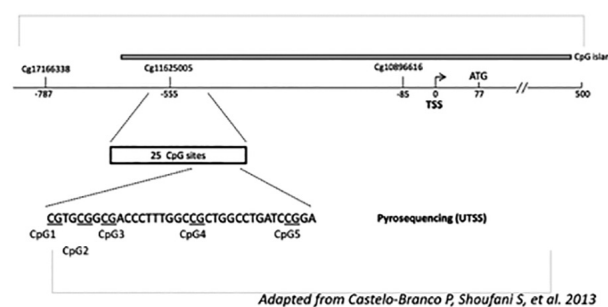 CpG islan
Cg17166338 Cg11625005 Cg10896616 ATG
-787 -555 -85 0 77 500
TSS
25 CpG sites
CGTGCGGCGACCCTTTGGCCGCTGGCCTGATCCGGA Pyrosequencing (UTSS)
CpG1 CpG3 CpG4 CpG5
CpG2
Adapted from Castelo-Branco P, Shoufani S, et al. 2013